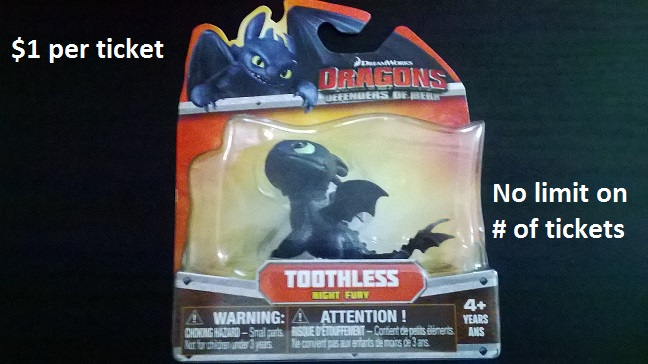 $1 per ticket
DREAMWORKS
DRAGONS
DEFENDERS OF BERK
No limit on
# of tickets
TOOTHLESS
NIGHT FURY
WARNING:
CHOKING HAZARD – Small parts.
Not for children under 3 years.
ATTENTION !
RISQUE D'ÉTOUFFEMENT – Contient de petits éléments.
Ne convient pas aux enfants de moins de 3 ans.
4+
YEARS
ANS